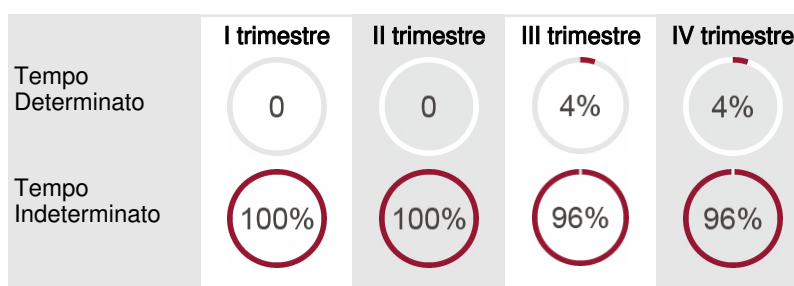 I trimestre II trimestre III trimestre IV trimestre
Tempo
Determinato 0 0 4% 4%
Tempo
Indeterminato 100% 100% 96% 96%